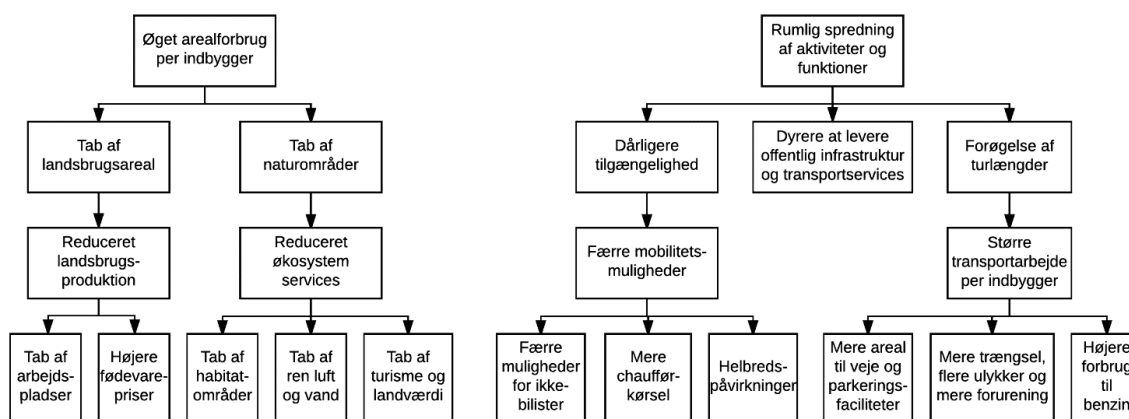 Øget arealforbrug
per indbygger
Rumlig spredning
af aktiviteter og
funktioner
Tab af
landsbrugsareal
Tab af
naturområder
Dårligere
tilgængelighed
Dyrere at levere
offentlig infrastruktur
og transportservices
Forøgelse af
turlængder
Reduceret
landsbrugs-
produktion
Reduceret
økosystem
services
Færre mobilitets-
muligheder
Større
transportarbejde
per indbygger
Tab af
arbejds-
pladser
Højere
fødevare-
priser
Tab af
habitat-
områder
Tab af
ren luft
og vand
Tab af
turisme og
landværdi
Færre
muligheder
for ikke-
bilister
Mere
chauffør-
kørsel
Helbreds-
påvirkninger
Mere areal
til veje og
parkerings-
faciliteter
Mere trængsel,
flere ulykker og
mere forurening
Højere
forbrug
til
benzin